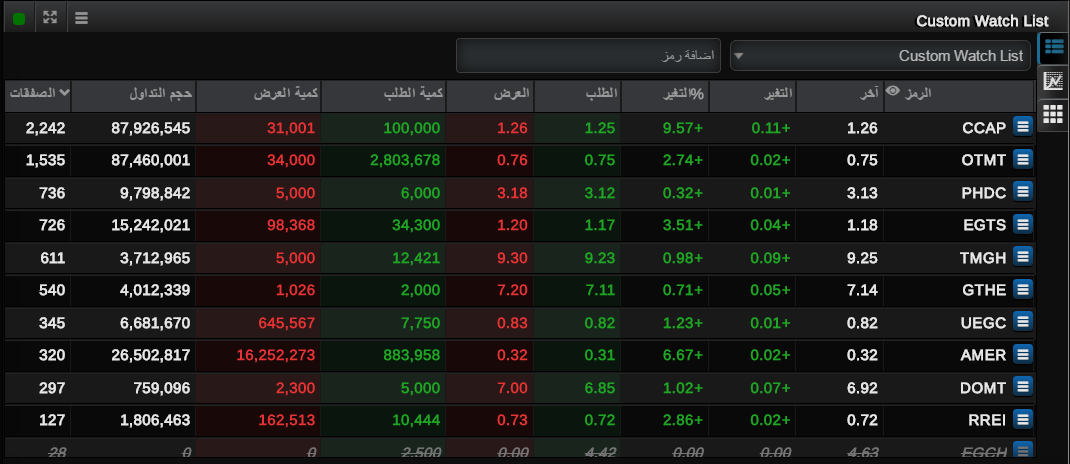 Custom Watch List
Custom Watch List اضافة رمز
الرمز آخر التغير التغير% الطلب العرض كمية الطلب كمية العرض حجم التداول الصفقات
CCAP 1.26 0.11+ 9.57+ 1.25 1.26 100,000 31,001 87,926,545 2,242
OTMT 0.75 0.02+ 2.74+ 0.75 0.76 2,803,678 34,000 87,460,001 1,535
PHDC 3.13 0.01+ 0.32+ 3.12 3.18 6,000 5,000 9,798,842 736
EGTS 1.18 0.04+ 3.51+ 1.17 1.20 34,300 98,368 15,242,021 726
TMGH 9.25 0.09+ 0.98+ 9.23 9.30 12,421 5,000 3,712,965 611
GTHE 7.14 0.05+ 0.71+ 7.11 7.20 2,000 1,026 4,012,339 540
UEGC 0.82 0.01+ 1.23+ 0.82 0.83 7,750 645,567 6,681,670 345
AMER 0.32 0.02+ 6.67+ 0.31 0.32 883,958 16,252,273 26,502,817 320
DOMT 6.92 0.07+ 1.02+ 6.85 7.00 5,000 2,300 759,096 297
RREI 0.72 0.02+ 2.86+ 0.72 0.73 10,444 162,513 1,806,463 127
EGCH 4.63 0.00 0.00 4.42 0.00 2,500 0 0 28